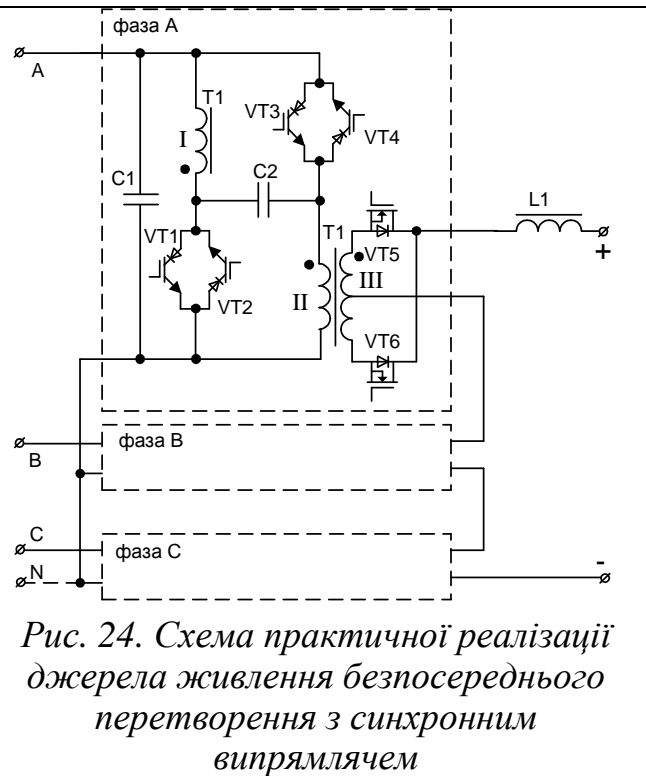 фаза А
A
T1
I
VT3
VT4
C1
C2
VT1
T1
VT2
II
III
VT5
VT6
L1
+
фаза В
B
C
фаза С
N
-
Рис. 24. Схема практичної реалізації
джерела живлення безпосереднього
перетворення з синхронним
випрямлячем